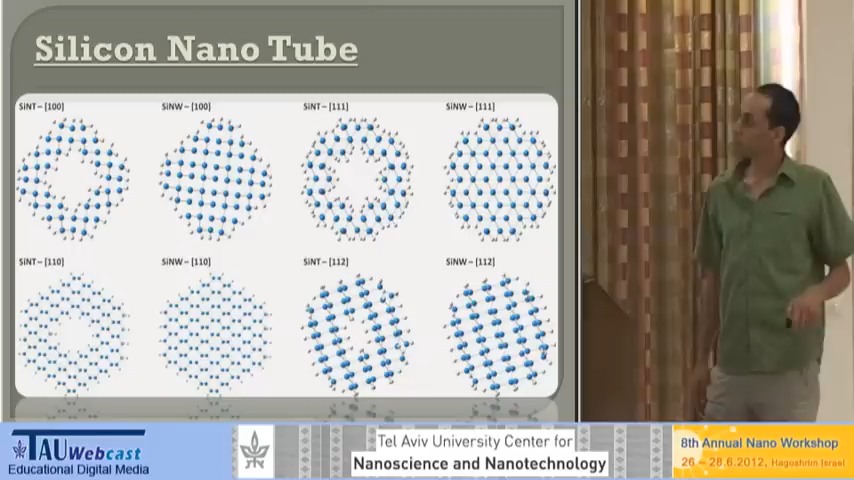 Silicon Nano Tube
SiNT – [100]
SiNW – [100]
SiNT – [111]
SiNW – [111]
SiNT – [110]
SiNW – [110]
SiNT – [112]
SiNW – [112]
TAU Webcast
Educational Digital Media
Tel Aviv University Center for
Nanoscience and Nanotechnology
8th Annual Nano Workshop
26 – 28.6.2012, Hagoshrim Israel